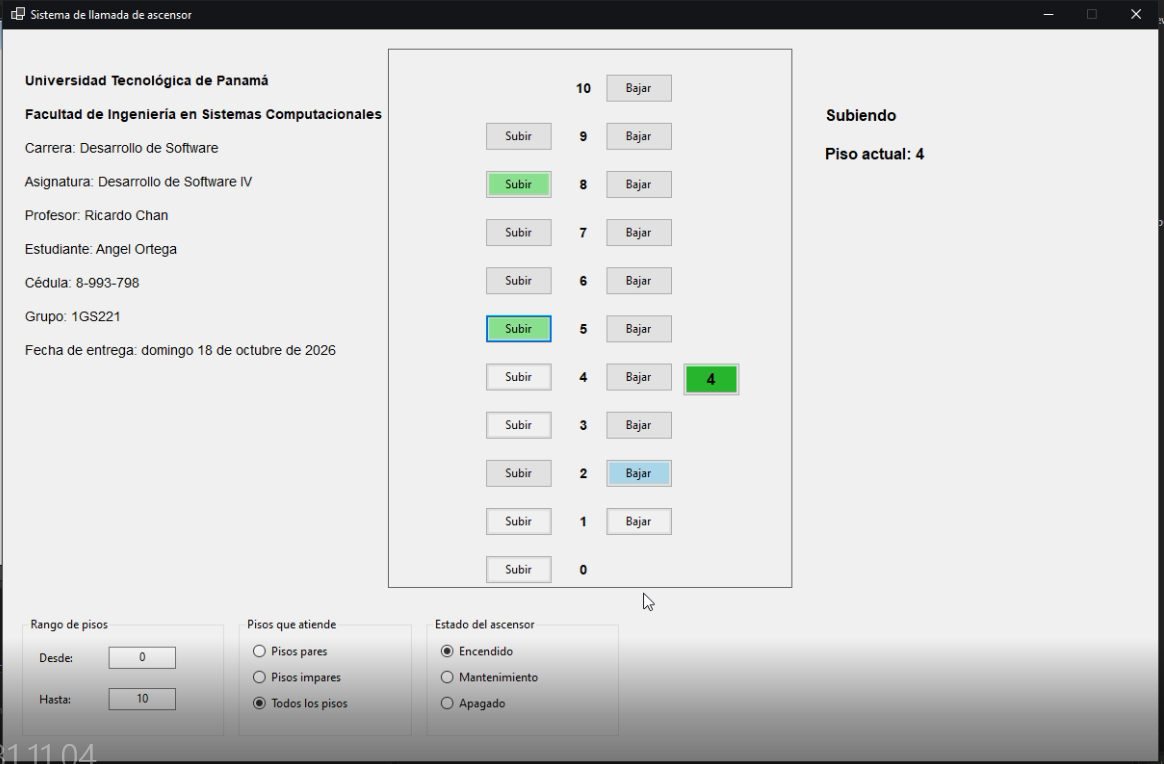 Sistema de llamada de ascensor
Universidad Tecnológica de Panamá
Facultad de Ingeniería en Sistemas Computacionales
Carrera: Desarrollo de Software
Asignatura: Desarrollo de Software IV
Profesor: Ricardo Chan
Estudiante: Angel Ortega
Cédula: 8-993-798
Grupo: 1GS221
Fecha de entrega: domingo 18 de octubre de 2026
10 Bajar
Subir 9 Bajar
Subir 8 Bajar
Subir 7 Bajar
Subir 6 Bajar
Subir 5 Bajar
Subir 4 Bajar 4
Subir 3 Bajar
Subir 2 Bajar
Subir 1 Bajar
Subir 0
Subiendo
Piso actual: 4
Rango de pisos
Desde: 0
Hasta: 10
Pisos que atiende
Pisos pares
Pisos impares
Todos los pisos
Estado del ascensor
Encendido
Mantenimiento
Apagado